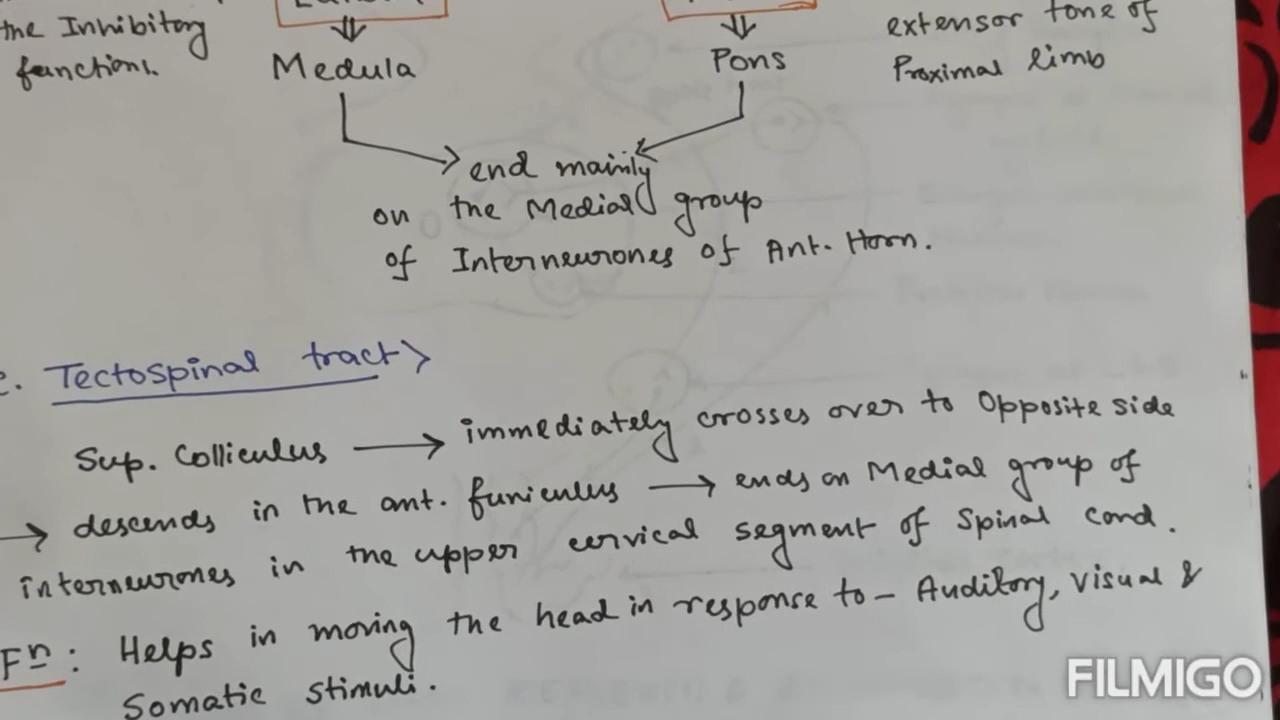 the Inhibitory
functions.
Medula
Pons
extensor tone of
Proximal limb
end mainly
on the Medial group
of Interneurones of Ant. Horn.
Tectospinal tract
Sup. Colliculus → immediately crosses over to Opposite side
→ descends in the ant. funiculus → ends on Medial group of
interneurones in the upper cervical segment of Spinal cord.
Fn: Helps in moving the head in response to - Auditory, Visual &
Somatic stimuli.
FILMIGO